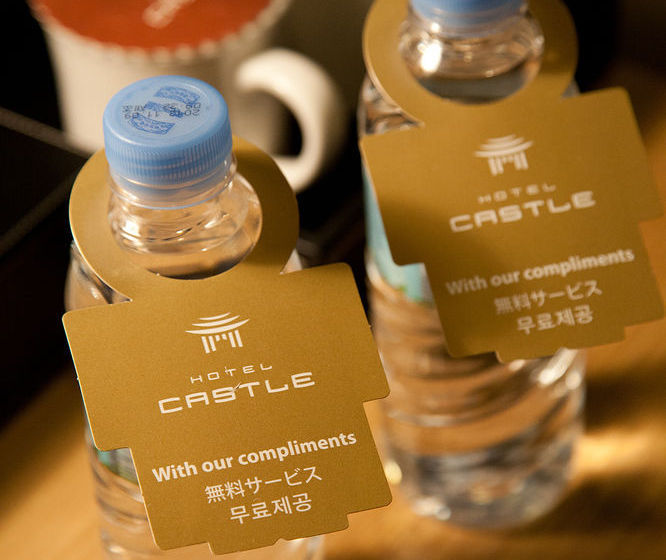 HOTEL
CASTLE
With our compliments
無料サービス
무료제공
HOTEL
CASTLE
With our compliments
無料サービス
무료제공